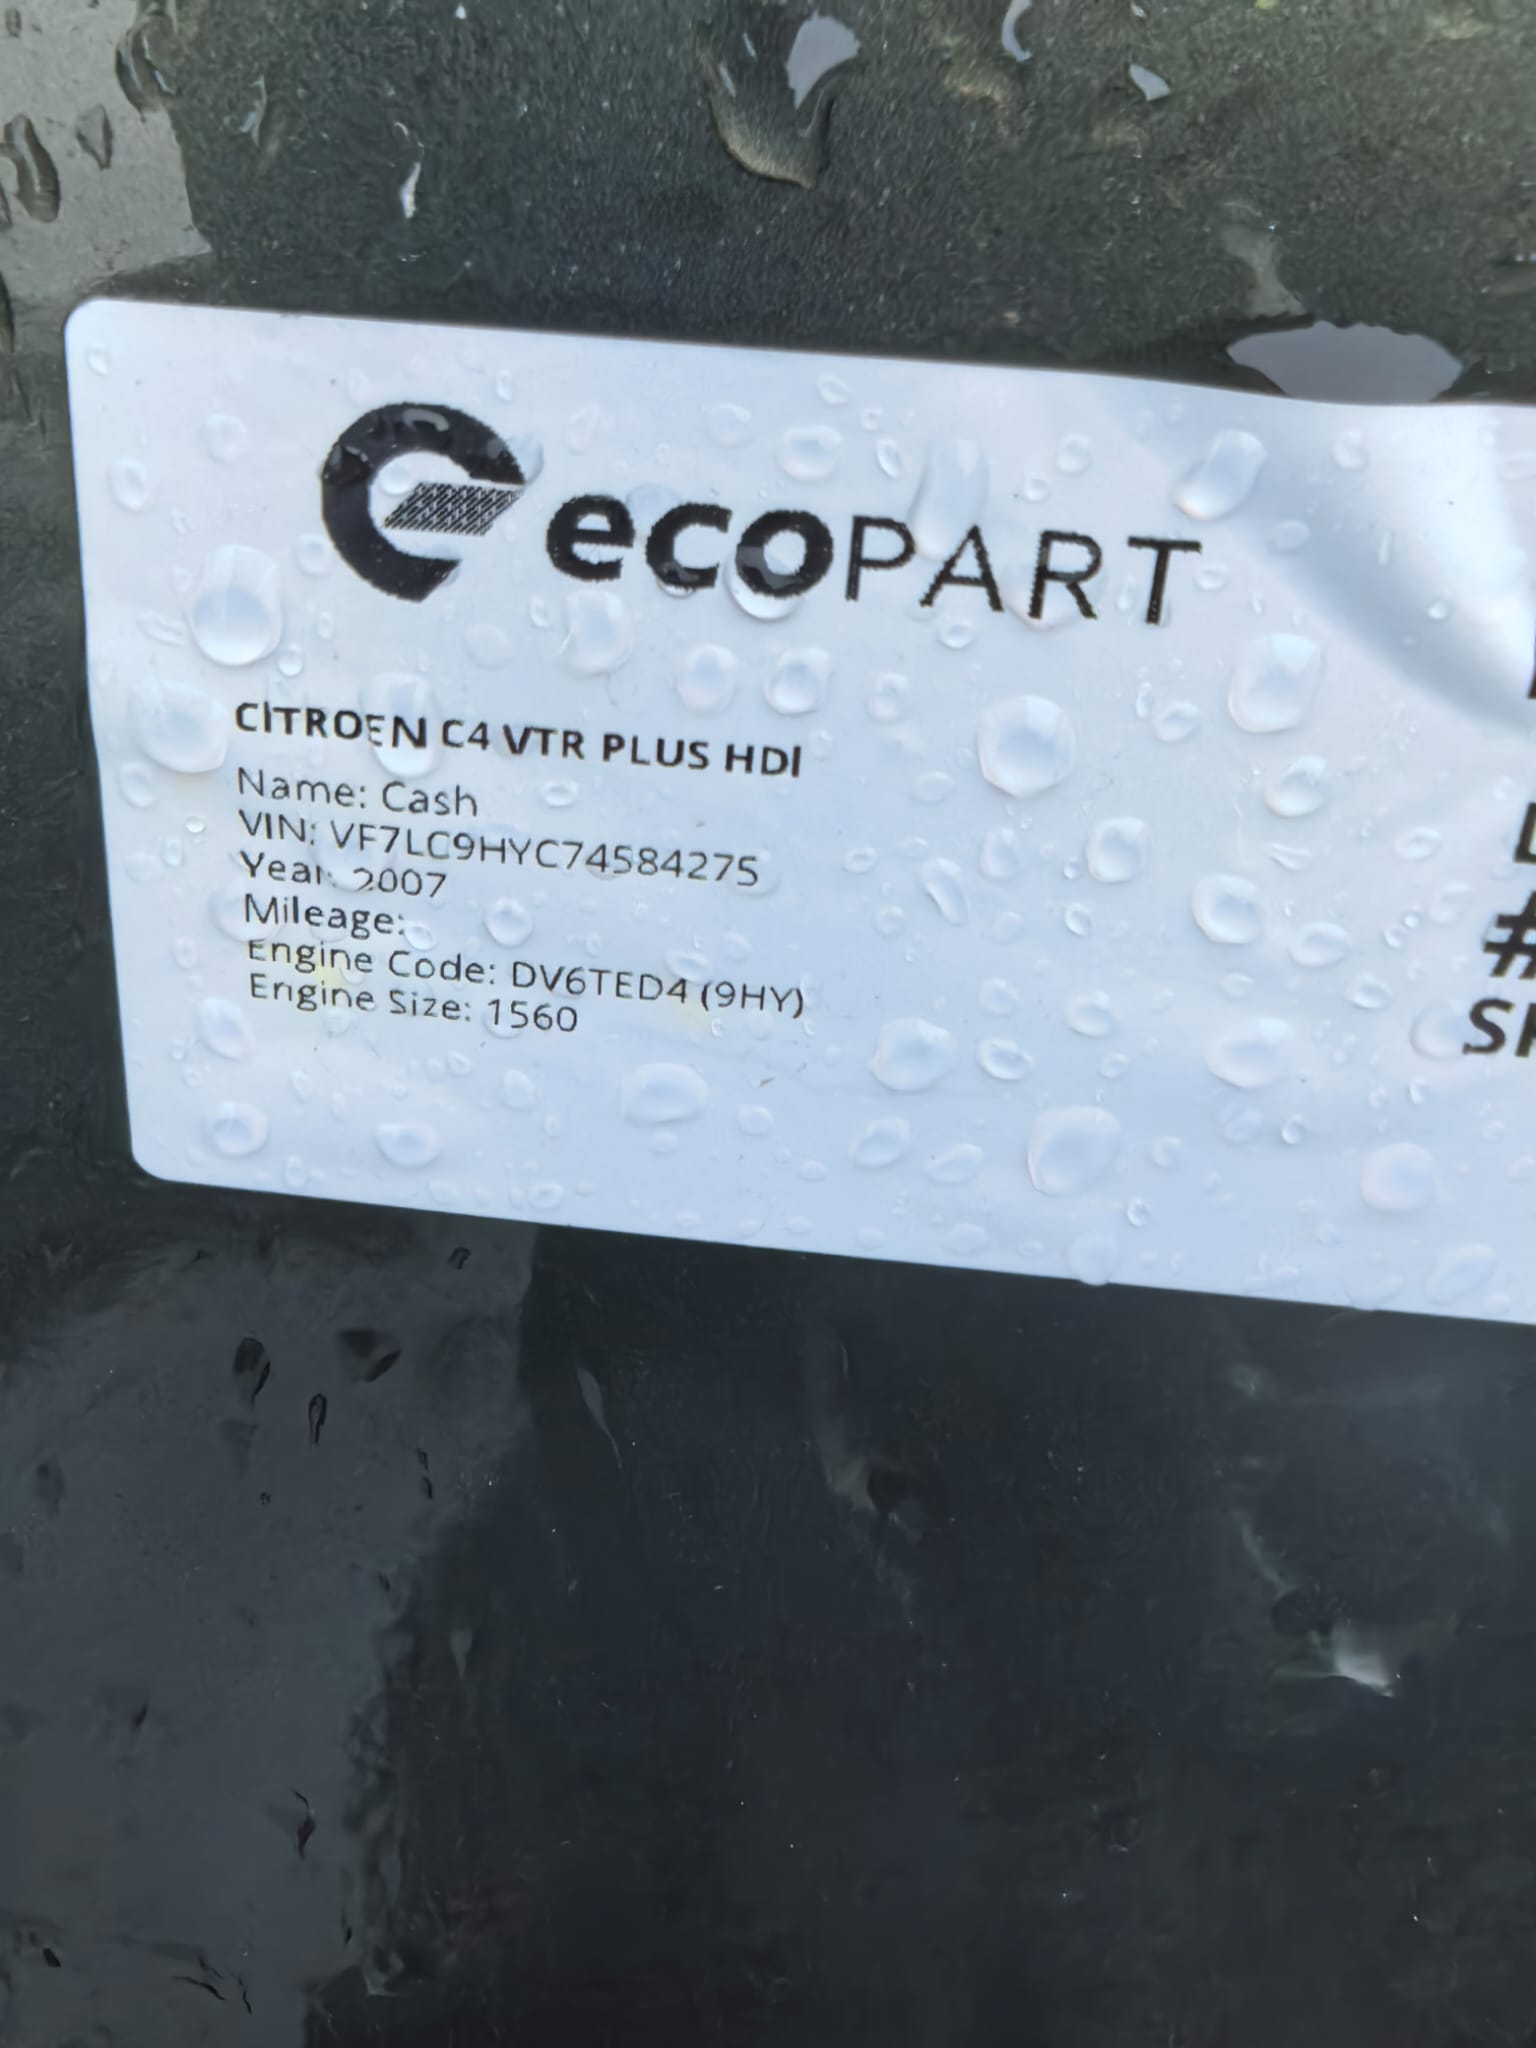 ecoPART
CITROEN C4 VTR PLUS HDI
Name: Cash
VIN: VF7LC9HYC74584275
Year: 2007
Mileage:
Engine Code: DV6TED4 (9HY)
Engine Size: 1560
#